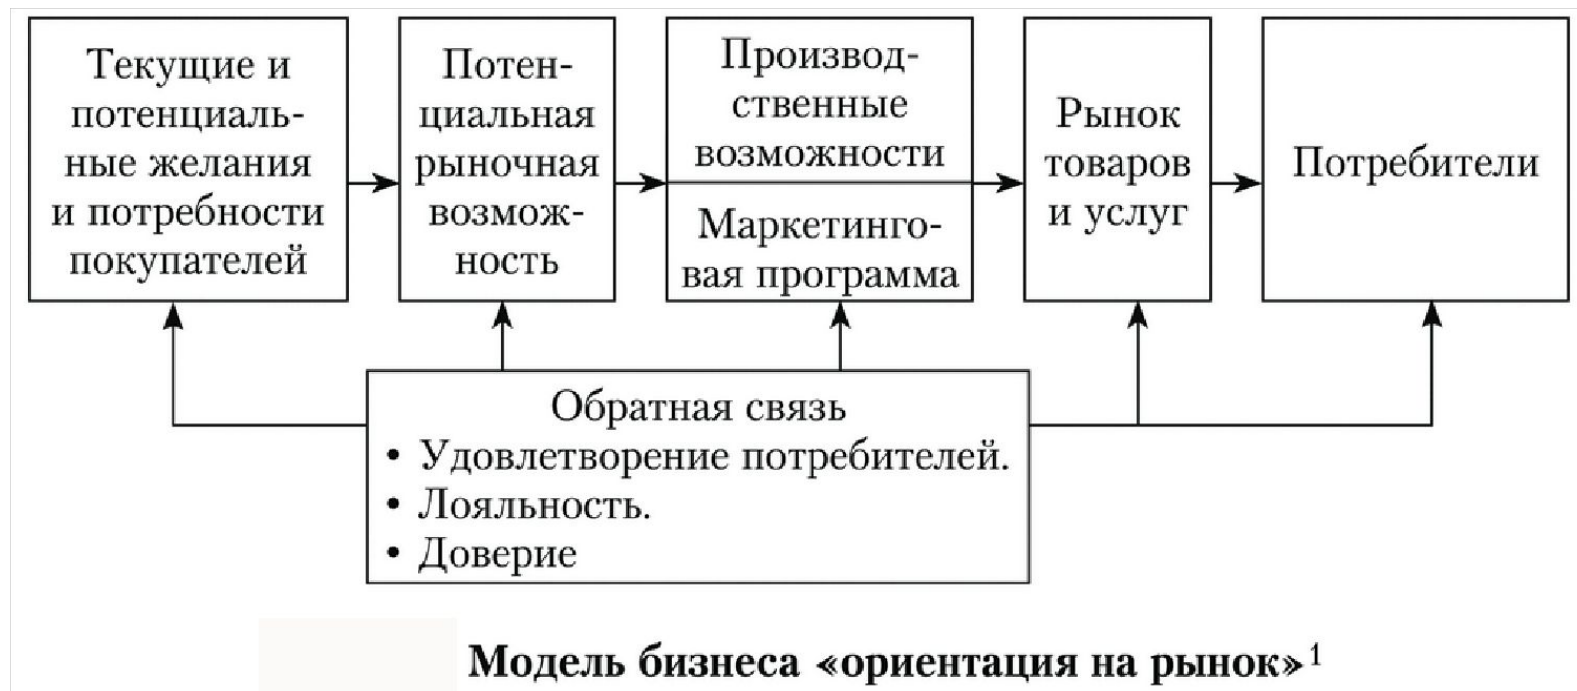 Текущие и
потенциаль-
ные желания
и потребности
покупателей
Потен-
циальная
рыночная
возмож-
ность
Производ-
ственные
возможности
Маркетинго-
вая программа
Рынок
товаров
и услуг
Потребители
Обратная связь
• Удовлетворение потребителей.
• Лояльность.
• Доверие
Модель бизнеса «ориентация на рынок»¹